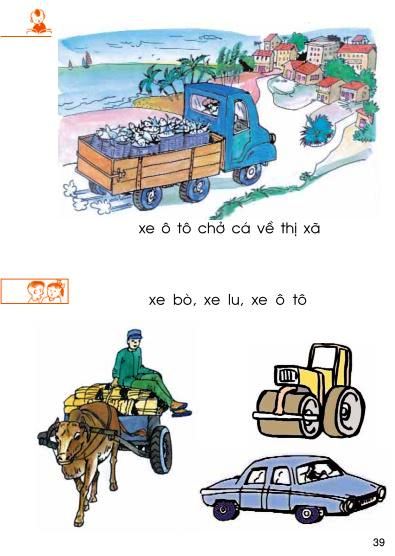 xe ô tô chở cá về thị xã
xe bò, xe lu, xe ô tô
39